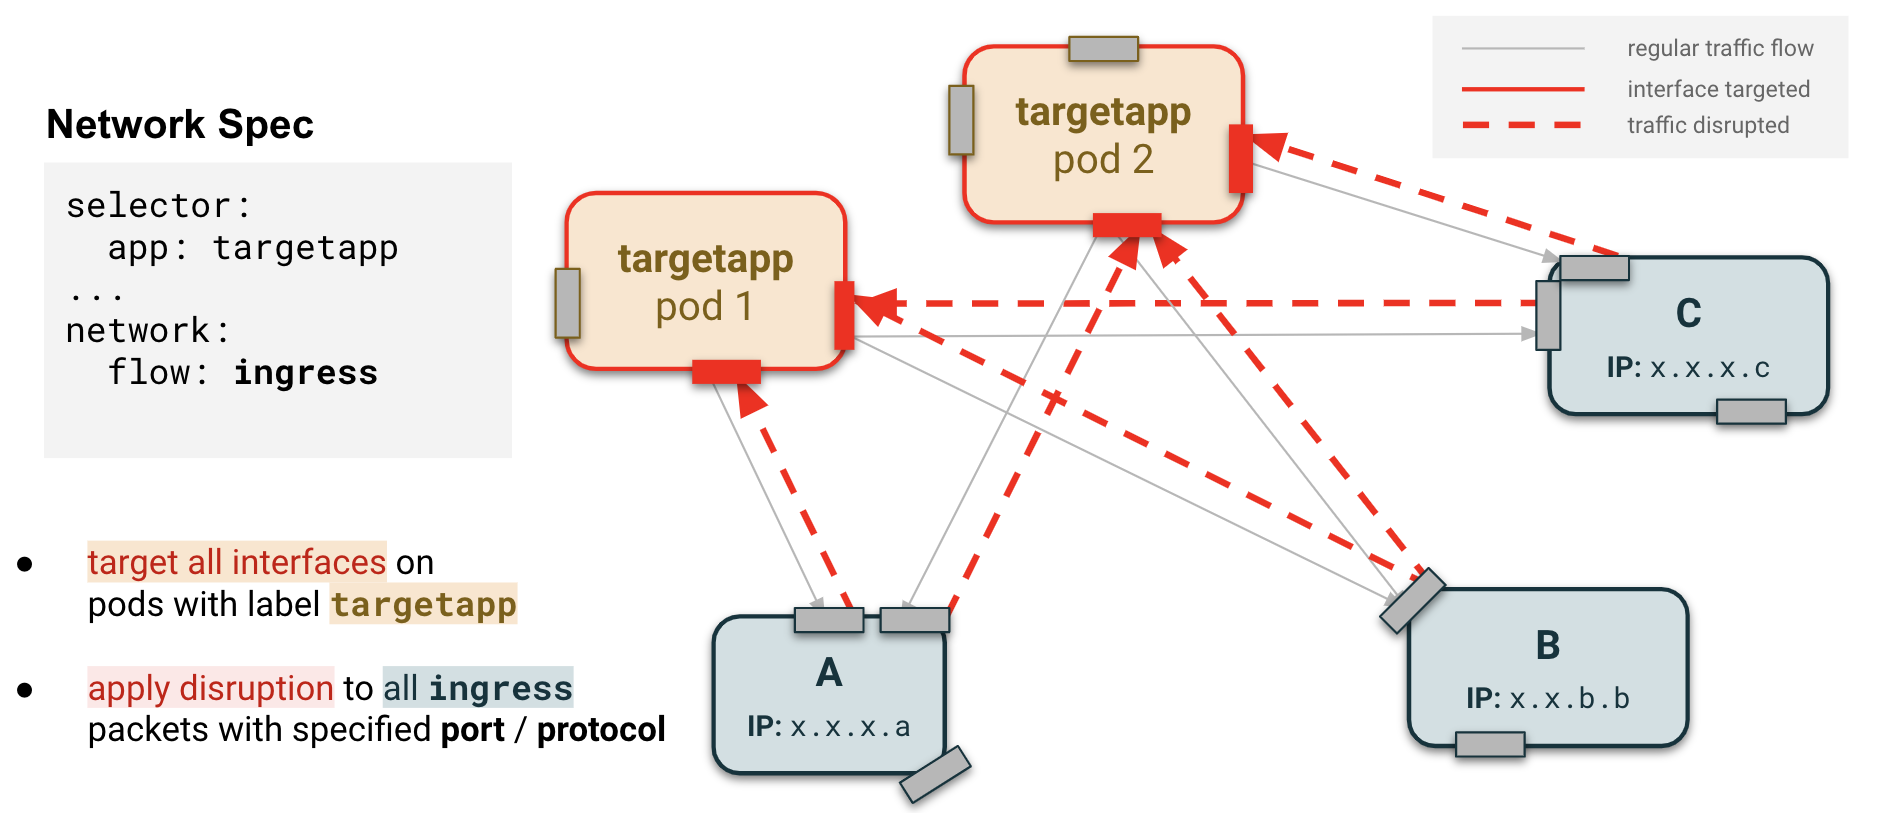 Network Spec
selector:
  app: targetapp
...
network:
  flow: ingress
target all interfaces on
pods with label targetapp
apply disruption to all ingress
packets with specified port / protocol
targetapp
pod 1
targetapp
pod 2
regular traffic flow
interface targeted
traffic disrupted
C
IP: x.x.x.c
B
IP: x.x.b.b
A
IP: x.x.x.a